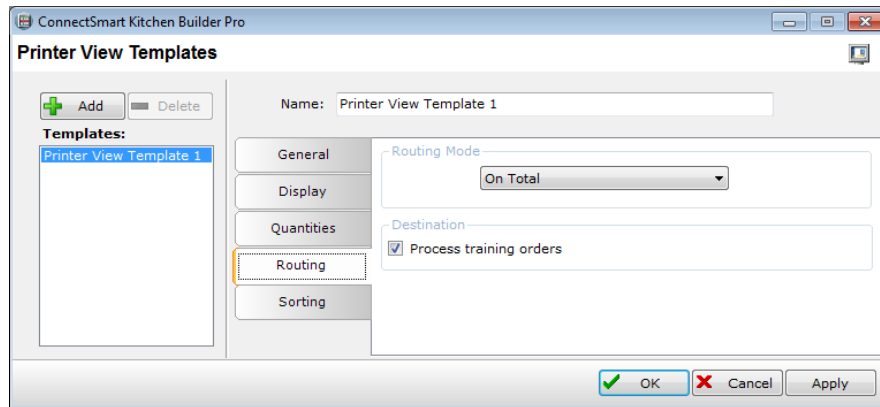 ConnectSmart Kitchen Builder Pro
Printer View Templates
Add
Delete
Templates:
Printer View Template 1
Name: Printer View Template 1
General
Display
Quantities
Routing
Sorting
Routing Mode
On Total
Destination
Process training orders
OK
Cancel
Apply